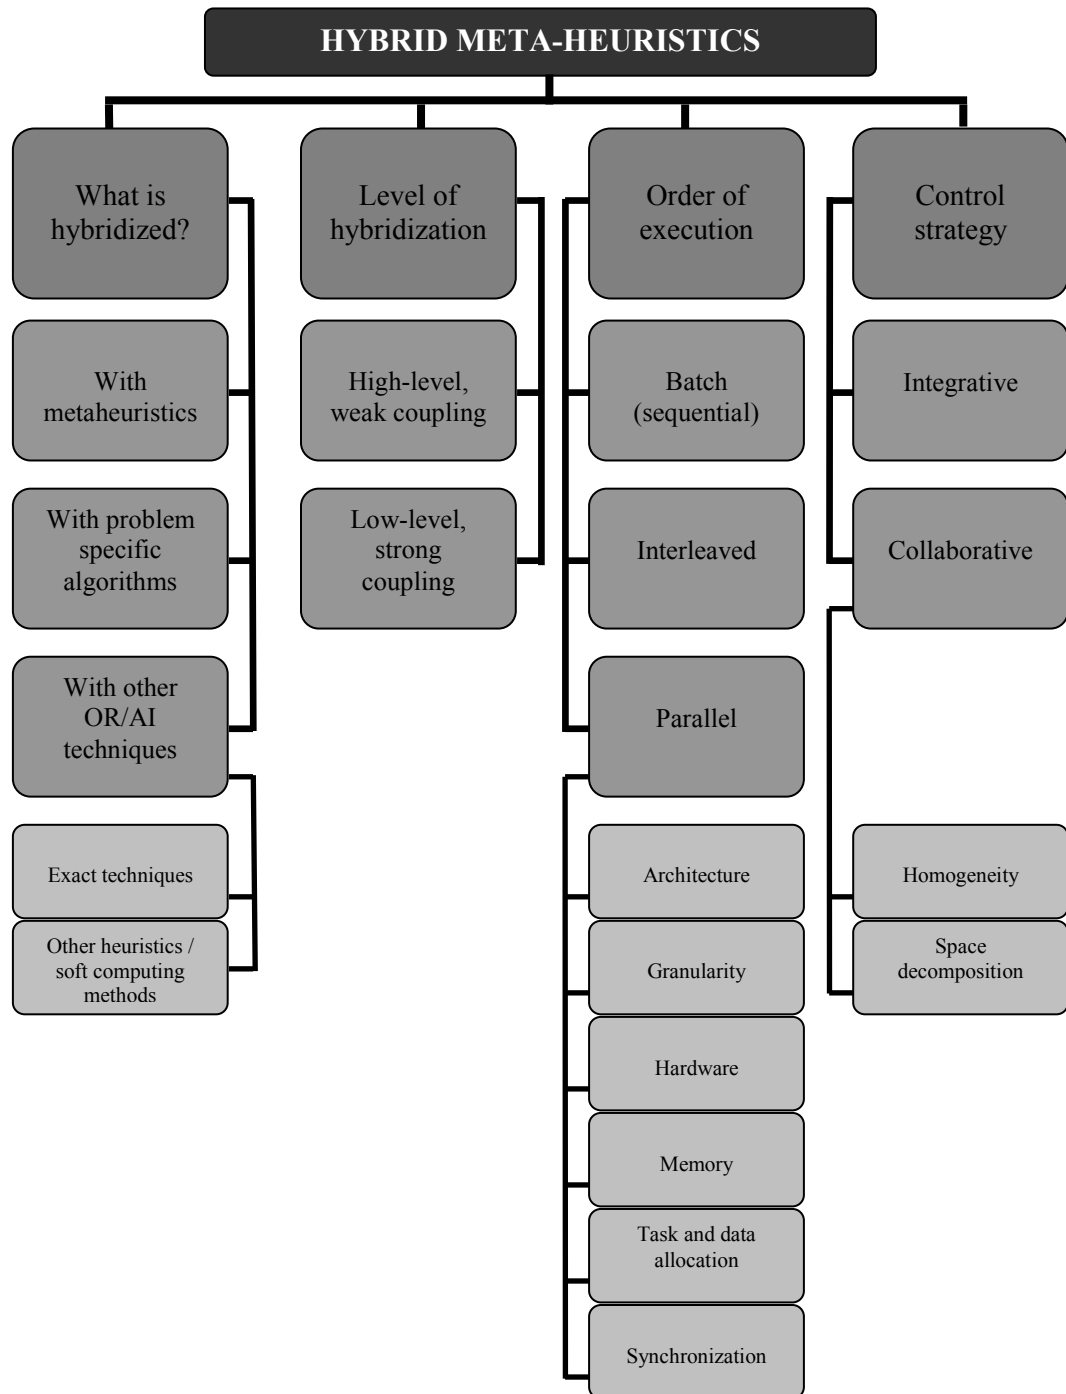 HYBRID META-HEURISTICS
What is
hybridized?
Level of
hybridization
Order of
execution
Control
strategy
With
metaheuristics
High-level,
weak coupling
Batch
(sequential)
Integrative
With problem
specific
algorithms
Low-level,
strong
coupling
Interleaved
Collaborative
With other
OR/AI
techniques
Parallel
Exact techniques
Architecture
Homogeneity
Other heuristics /
soft computing
methods
Granularity
Space
decomposition
Hardware
Memory
Task and data
allocation
Synchronization